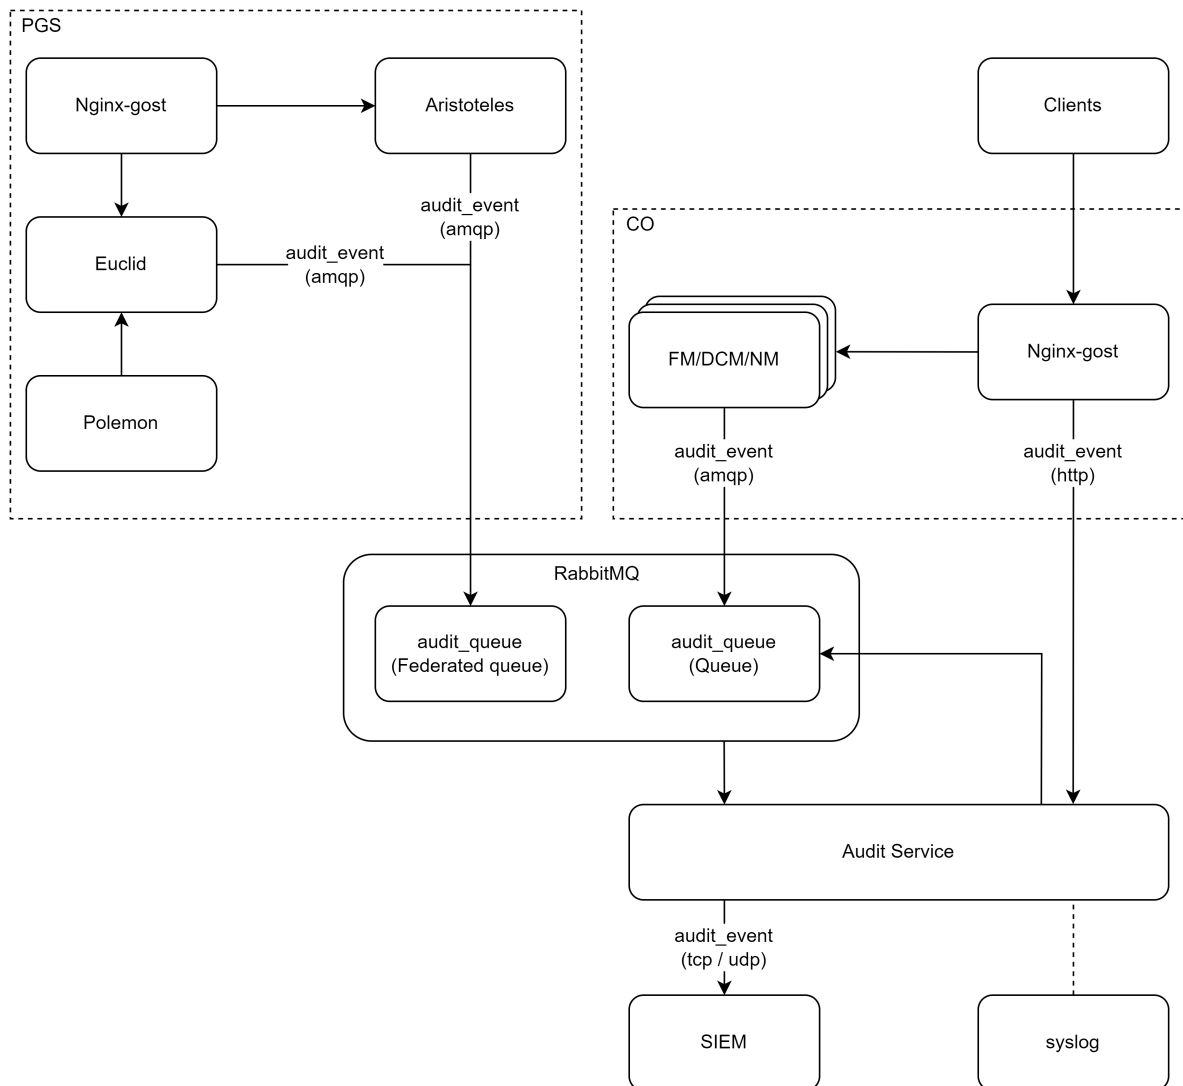 PGS
Nginx-gost
Aristoteles
Clients
audit_event
(amqp)
CO
Euclid
audit_event
(amqp)
FM/DCM/NM
Nginx-gost
Polemon
audit_event
(amqp)
audit_event
(http)
RabbitMQ
audit_queue
(Federated queue)
audit_queue
(Queue)
Audit Service
audit_event
(tcp / udp)
SIEM
syslog